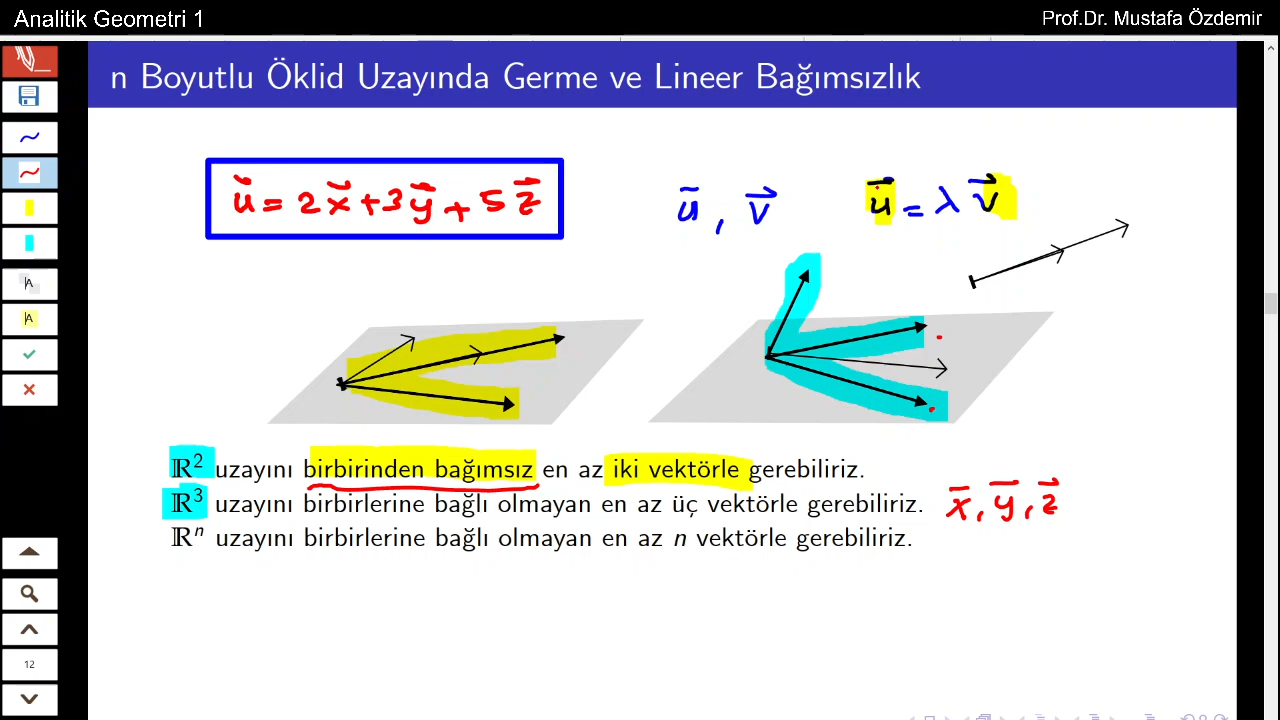 Analitik Geometri 1
Prof.Dr. Mustafa Özdemir
n Boyutlu Öklid Uzayında Germe ve Lineer Bağımsızlık
u⃗ = 2x⃗ + 3y⃗ + 5z⃗
u⃗, v⃗
u⃗ = λ v⃗
ℝ² uzayını birbirinden bağımsız en az iki vektörle gerebiliriz.
ℝ³ uzayını birbirlerine bağlı olmayan en az üç vektörle gerebiliriz.
x⃗, y⃗, z⃗
ℝⁿ uzayını birbirlerine bağlı olmayan en az n vektörle gerebiliriz.
A
A
12